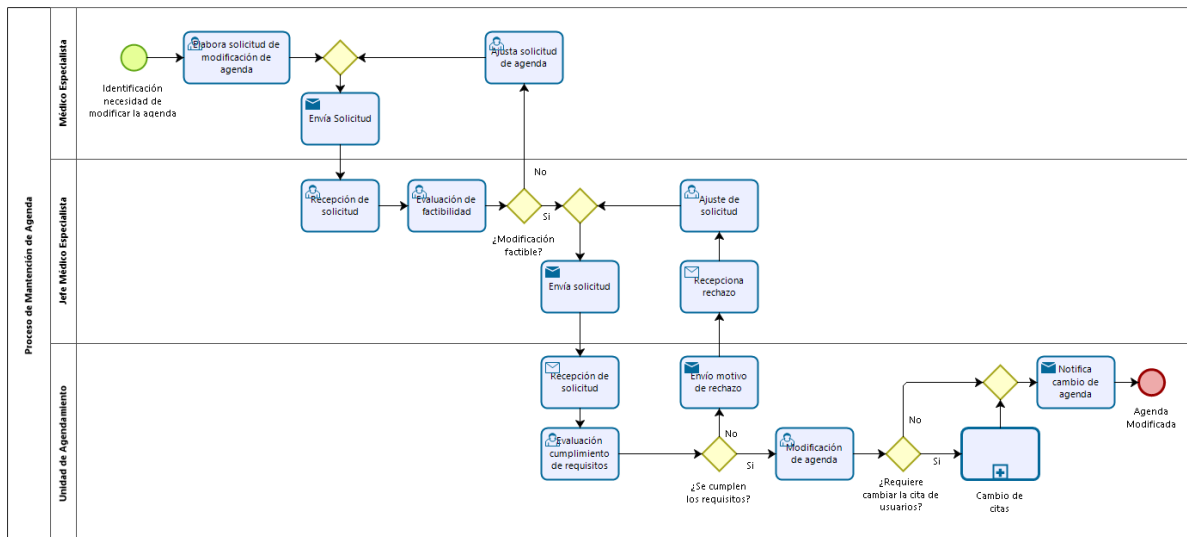 Proceso de Mantención de Agenda
Médico Especialista
Identificación
necesidad de
modificar la agenda
Elabora solicitud de
modificación de
agenda
Envía Solicitud
Ajusta solicitud
de agenda
Jefe Médico Especialista
Recepción de
solicitud
Evaluación de
factibilidad
No
Si
¿Modificación
factible?
Envía solicitud
Ajuste de
solicitud
Recepciona
rechazo
Unidad de Agendamiento
Recepción de
solicitud
Evaluación
cumplimiento
de requisitos
Envío motivo
de rechazo
No
Si
¿Se cumplen
los requisitos?
Modificación
de agenda
No
Si
¿Requiere
cambiar la cita de
usuarios?
Cambio de
citas
Notifica
cambio de
agenda
Agenda
Modificada